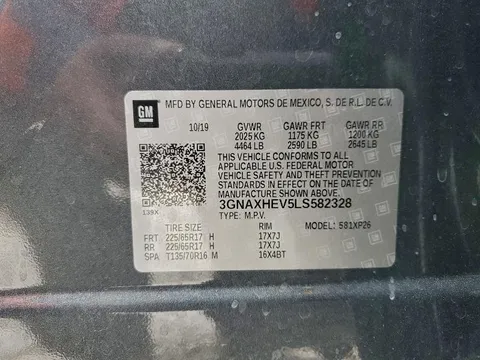 GM
MFD BY GENERAL MOTORS DE MEXICO, S. DE R.L. DE C.V.
10/19 GVWR GAWR FRT GAWR RR
2025 KG 1175 KG 1200 KG
4464 LB 2590 LB 2645 LB
THIS VEHICLE CONFORMS TO ALL
APPLICABLE U.S. FEDERAL MOTOR
VEHICLE SAFETY AND THEFT PREVENTION
STANDARDS IN EFFECT ON THE DATE OF
MANUFACTURE SHOWN ABOVE.
3GNAXHEV5LS582328
139X TYPE: M.P.V.
TIRE SIZE RIM MODEL: 581XP26
FRT 225/65R17 H 17X7J
RR 225/65R17 H 17X7J
SPA T135/70R16 M 16X4BT